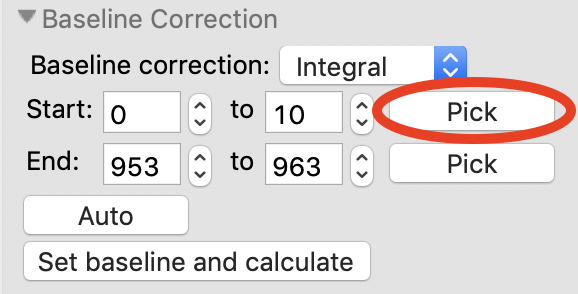 Baseline Correction
Baseline correction: Integral
Start: 0 to 10 Pick
End: 953 to 963 Pick
Auto
Set baseline and calculate